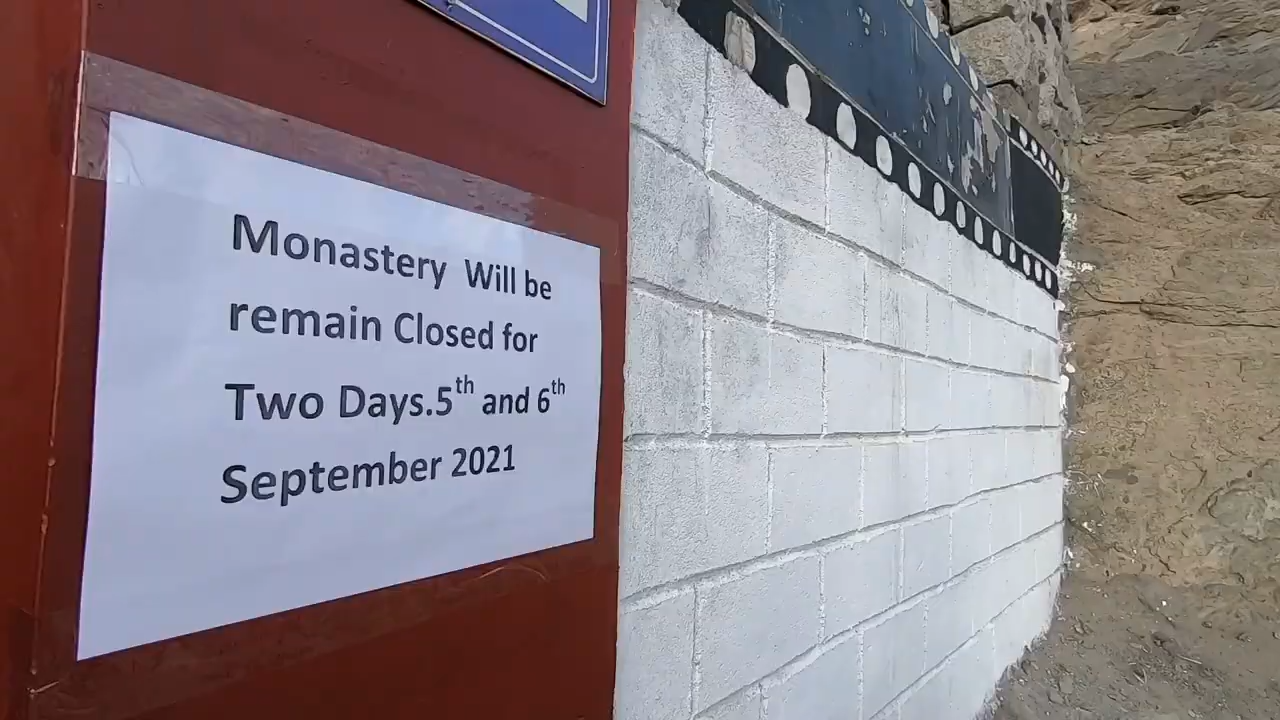 Monastery Will be
remain Closed for
Two Days.5th and 6th
September 2021